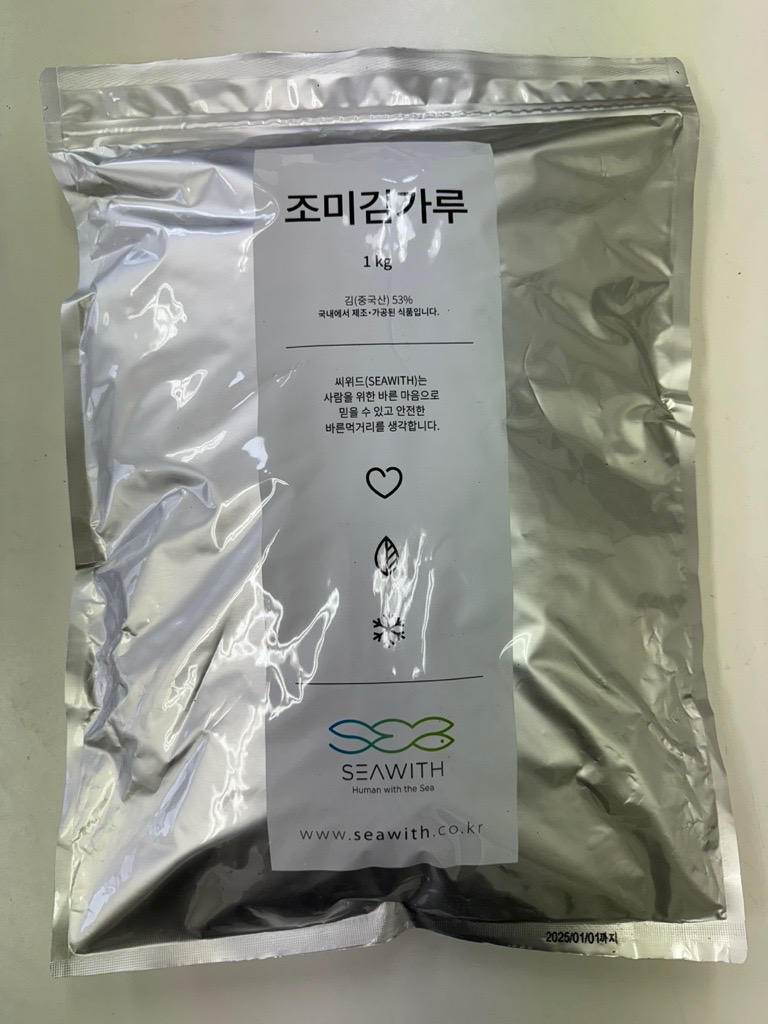 조미김가루
1 kg
김(중국산) 53%
국내에서 제조•가공된 식품입니다.
씨위드(SEAWITH)는
사람을 위한 바른 마음으로
믿을 수 있고 안전한
바른먹거리를 생각합니다.
SEAWITH
Human with the Sea
www.seawith.co.kr
2025/01/01까지